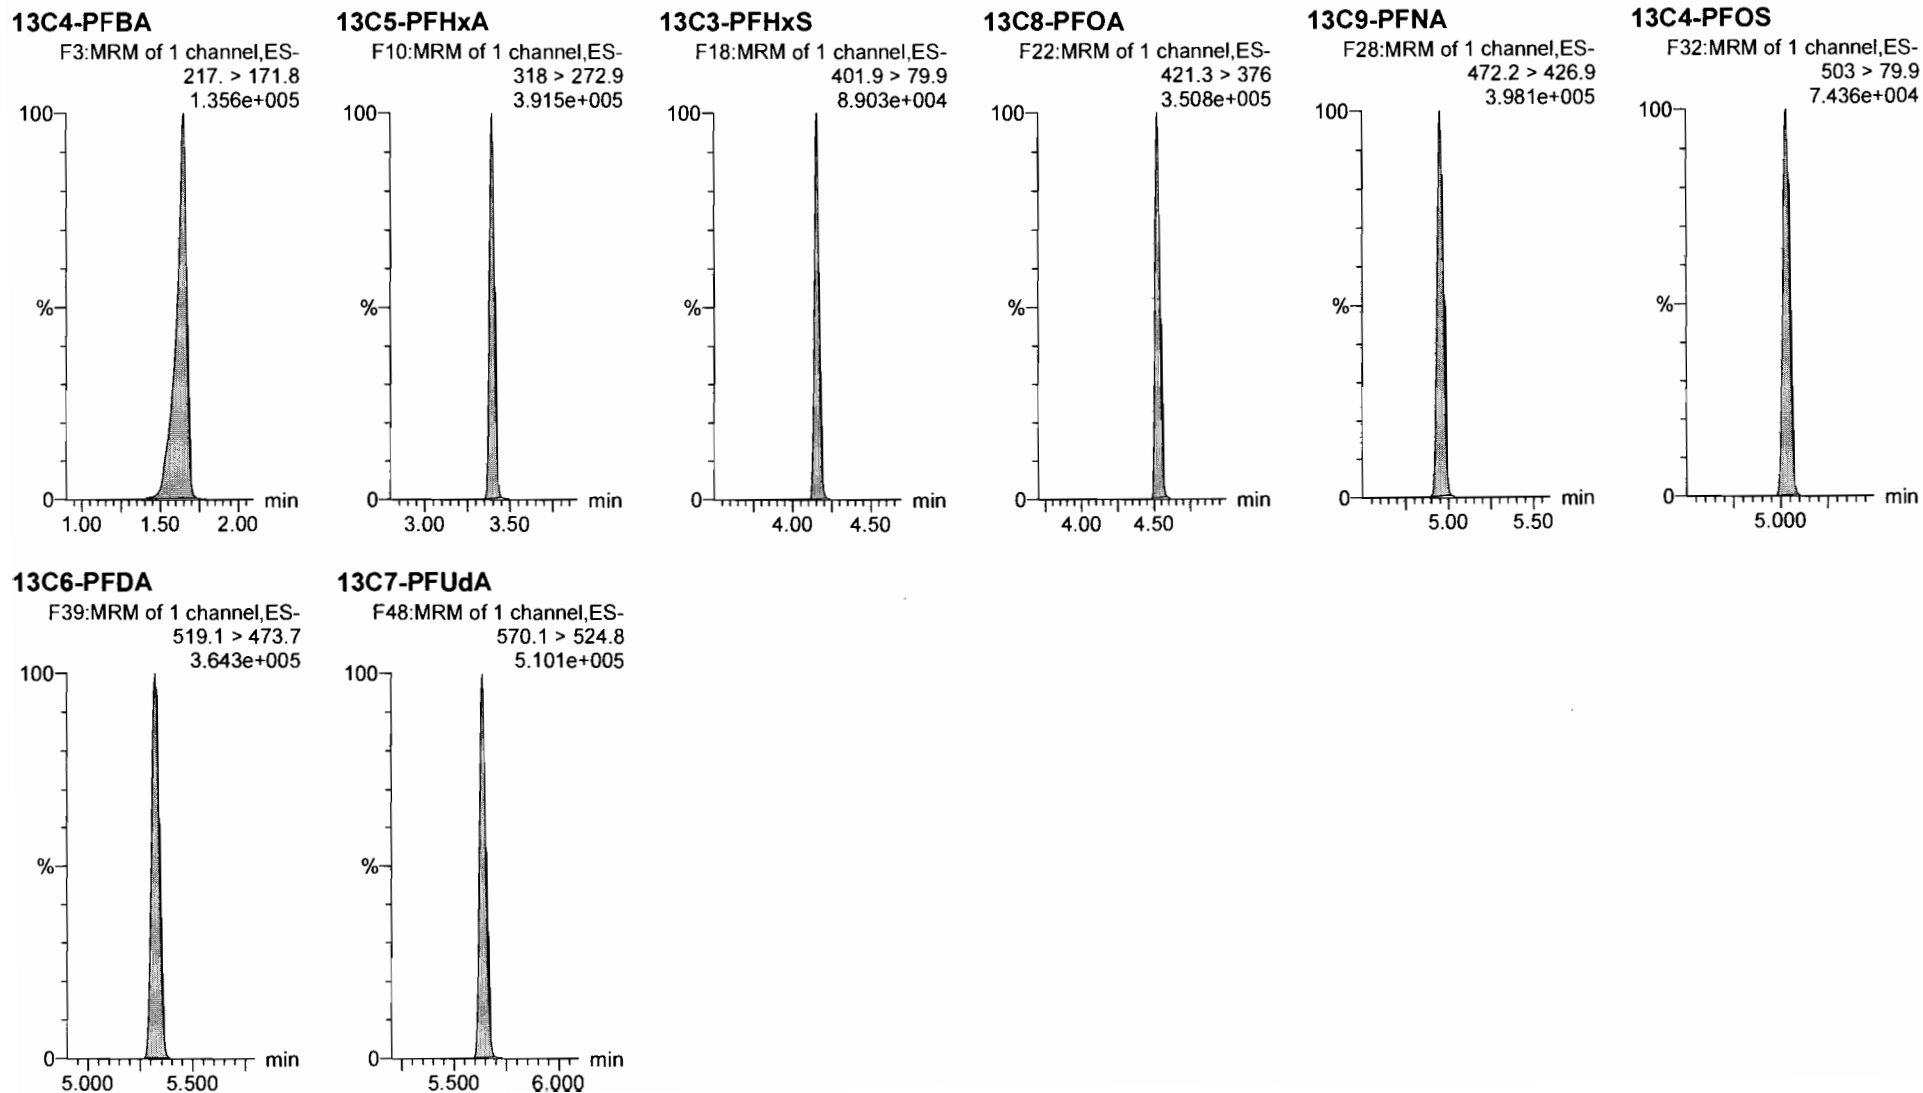 13C4-PFBA
F3:MRM of 1 channel,ES-
217. > 171.8
1.356e+005
100
%
0
min
1.00 1.50 2.00
13C5-PFHxA
F10:MRM of 1 channel,ES-
318 > 272.9
3.915e+005
100
%
0
min
3.00 3.50
13C3-PFHxS
F18:MRM of 1 channel,ES-
401.9 > 79.9
8.903e+004
100
%
0
min
4.00 4.50
13C8-PFOA
F22:MRM of 1 channel,ES-
421.3 > 376
3.508e+005
100
%
0
min
4.00 4.50
13C9-PFNA
F28:MRM of 1 channel,ES-
472.2 > 426.9
3.981e+005
100
%
0
min
5.00 5.50
13C4-PFOS
F32:MRM of 1 channel,ES-
503 > 79.9
7.436e+004
100
%
0
min
5.000
13C6-PFDA
F39:MRM of 1 channel,ES-
519.1 > 473.7
3.643e+005
100
%
0
min
5.000 5.500
13C7-PFUdA
F48:MRM of 1 channel,ES-
570.1 > 524.8
5.101e+005
100
%
0
min
5.500 6.000